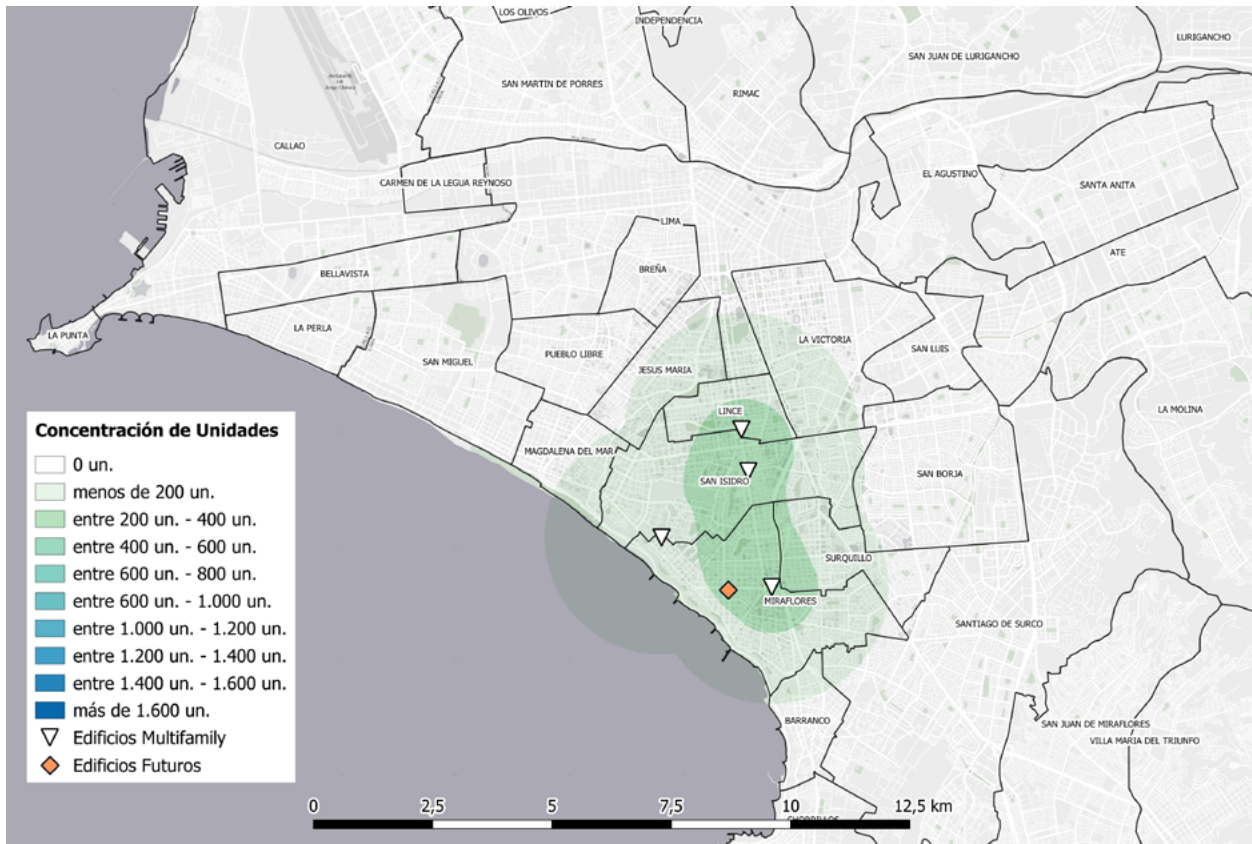 LOS OLIVOS
INDEPENDENCIA
LURIGANCHO
SAN JUAN DE LURIGANCHO
SAN MARTIN DE PORRES
RIMAC
CALLAO
EL AGUSTINO
CARMEN DE LA LEGUA REYNOSO
SANTA ANITA
LIMA
ATE
BREÑA
BELLAVISTA
LA PERLA
LA PUNTA
LA VICTORIA
SAN LUIS
PUEBLO LIBRE
SAN MIGUEL
JESUS MARIA
LA MOLINA
LINCE
MAGDALENA DEL MAR
SAN BORJA
SAN ISIDRO
SURQUILLO
MIRAFLORES
SANTIAGO DE SURCO
BARRANCO
SAN JUAN DE MIRAFLORES
VILLA MARIA DEL TRIUNFO
CHORRILLOS
Concentración de Unidades
0 un.
menos de 200 un.
entre 200 un. - 400 un.
entre 400 un. - 600 un.
entre 600 un. - 800 un.
entre 600 un. - 1.000 un.
entre 1.000 un. - 1.200 un.
entre 1.200 un. - 1.400 un.
entre 1.400 un. - 1.600 un.
más de 1.600 un.
Edificios Multifamily
Edificios Futuros
0 2,5 5 7,5 10 12,5 km